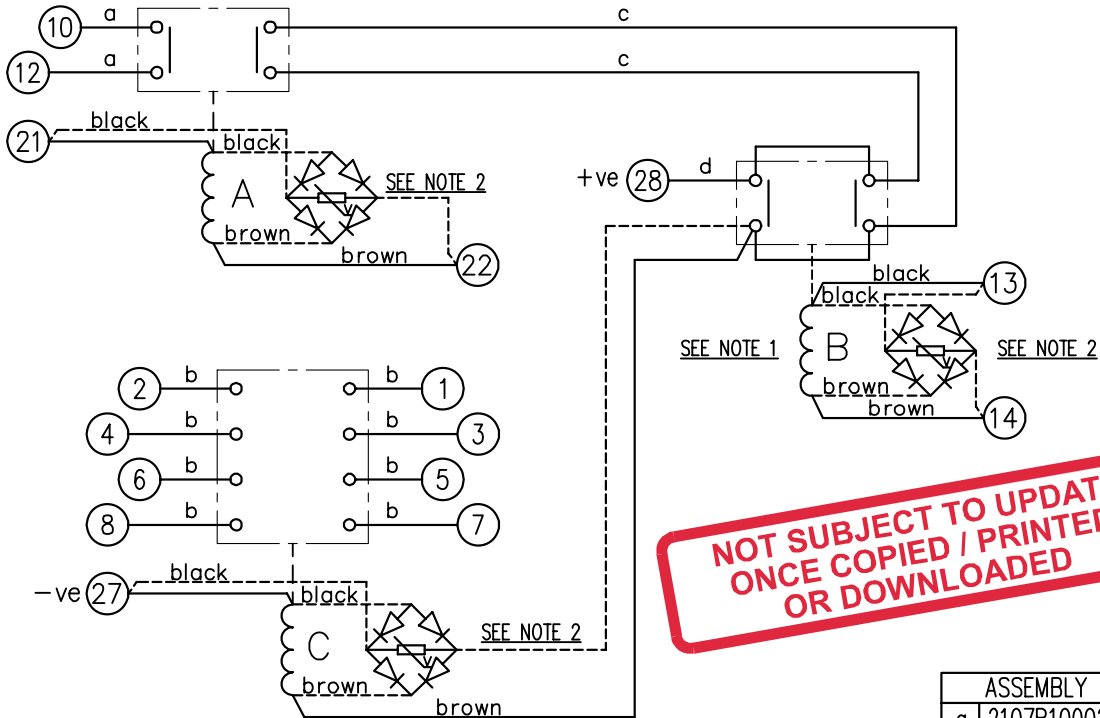 10 a c
12 a c
21 black
black
A SEE NOTE 2
brown
brown 22
+ve 28 d
black 13
black
SEE NOTE 1 B SEE NOTE 2
brown
brown 14
2 b b 1
4 b b 3
6 b b 5
8 b b 7
black
-ve 27 black
C SEE NOTE 2
brown
brown
NOT SUBJECT TO UPDAT
ONCE COPIED / PRINTE
OR DOWNLOADED
ASSEMBLY